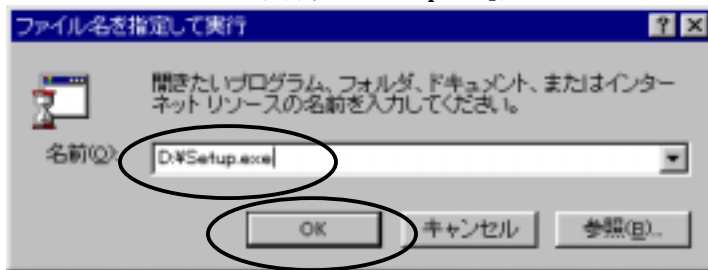 ファイル名を指定して実行
開きたいプログラム、フォルダ、ドキュメント、またはインター
ネット リソースの名前を入力してください。
名前(O):
D:¥Setup.exe
OK
キャンセル
参照(B)...